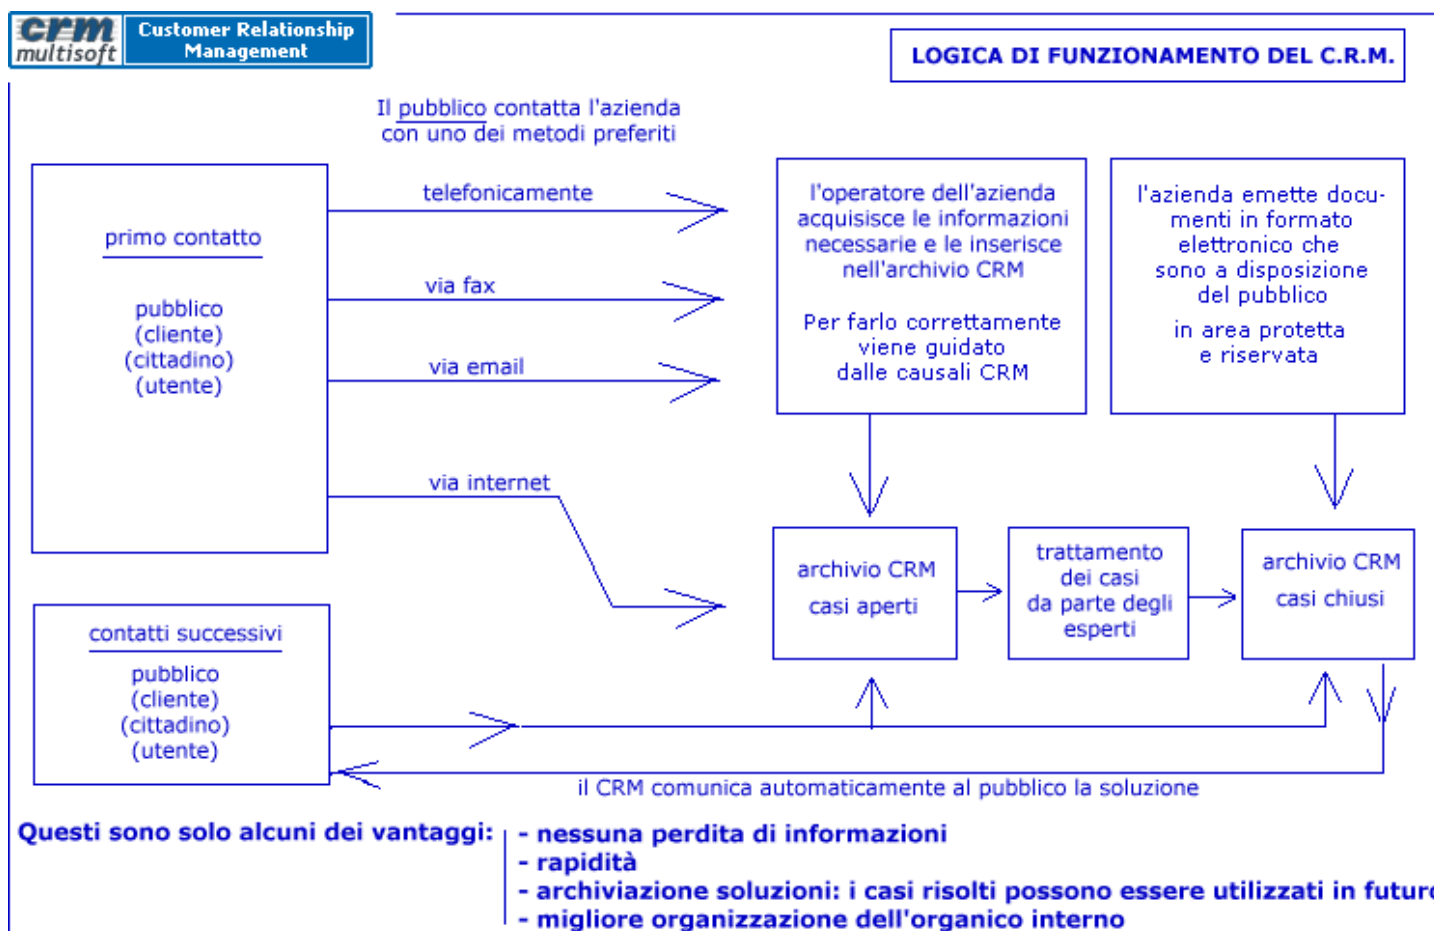 crm
multisoft
Customer Relationship
Management
LOGICA DI FUNZIONAMENTO DEL C.R.M.
Il pubblico contatta l'azienda
con uno dei metodi preferiti
primo contatto
pubblico
(cliente)
(cittadino)
(utente)
telefonicamente
via fax
via email
via internet
l'operatore dell'azienda
acquisisce le informazioni
necessarie e le inserisce
nell'archivio CRM
Per farlo correttamente
viene guidato
dalle causali CRM
l'azienda emette docu-
menti in formato
elettronico che
sono a disposizione
del pubblico
in area protetta
e riservata
archivio CRM
casi aperti
trattamento
dei casi
da parte degli
esperti
archivio CRM
casi chiusi
contatti successivi
pubblico
(cliente)
(cittadino)
(utente)
il CRM comunica automaticamente al pubblico la soluzione
Questi sono solo alcuni dei vantaggi:
- nessuna perdita di informazioni
- rapidità
- archiviazione soluzioni: i casi risolti possono essere utilizzati in futuro
- migliore organizzazione dell'organico interno